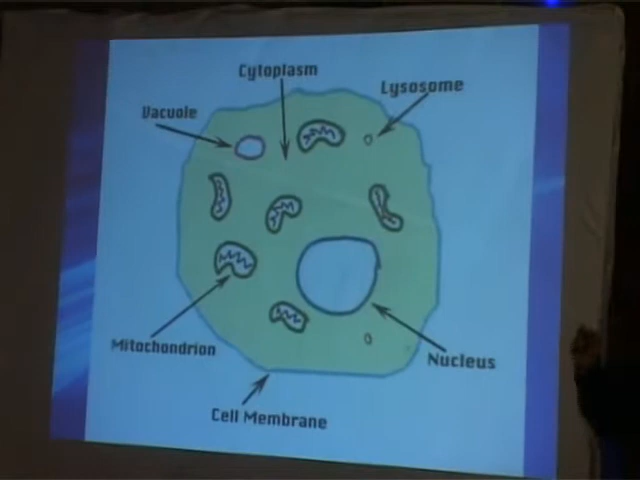 Cytoplasm
Lysosome
Vacuole
Mitochondrion
Nucleus
Cell Membrane